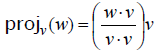 proj_v(w) = ( w·v / v·v ) v